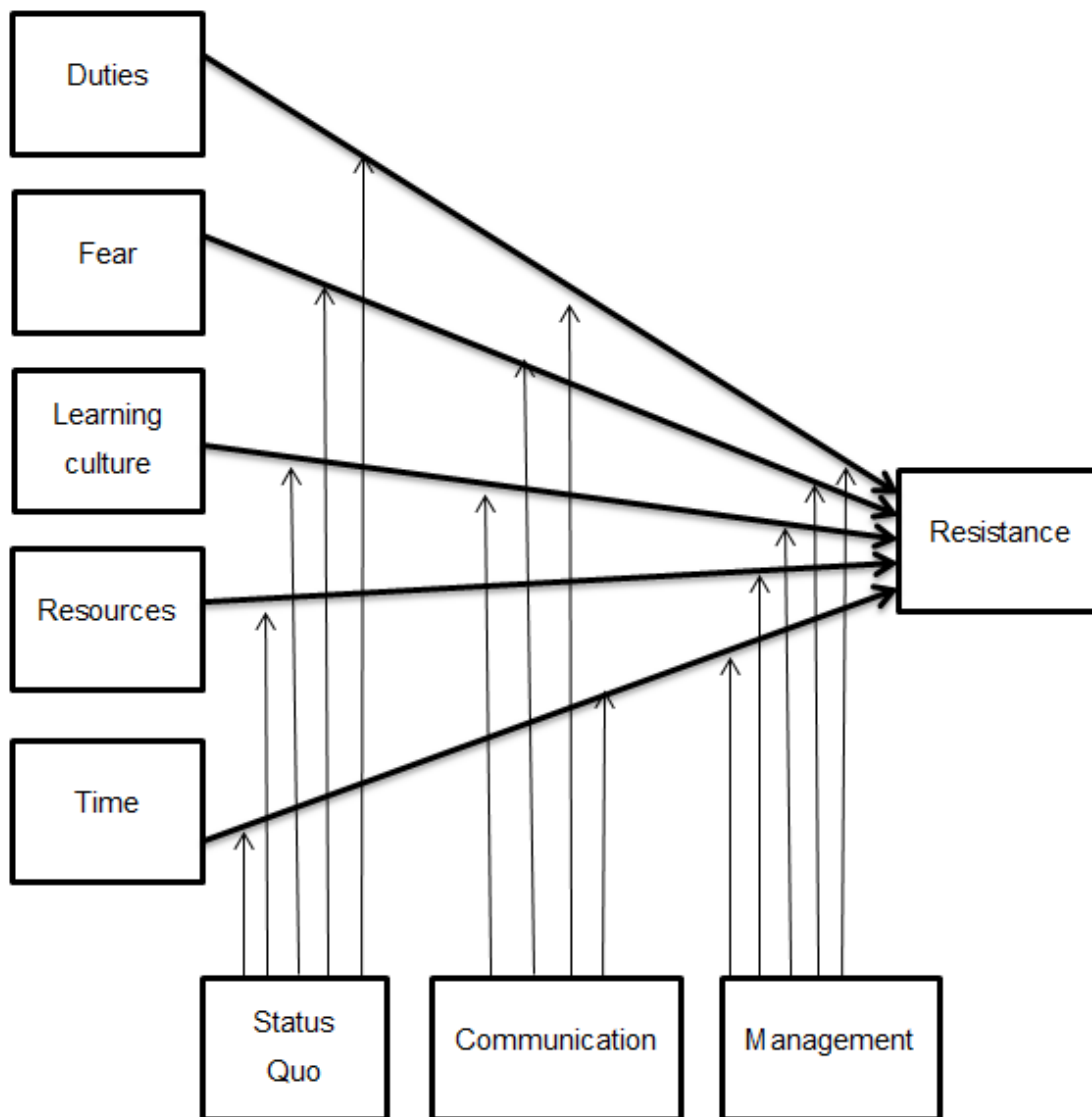 Duties
Fear
Learning
culture
Resources
Time
Resistance
Status
Quo
Communication
Management